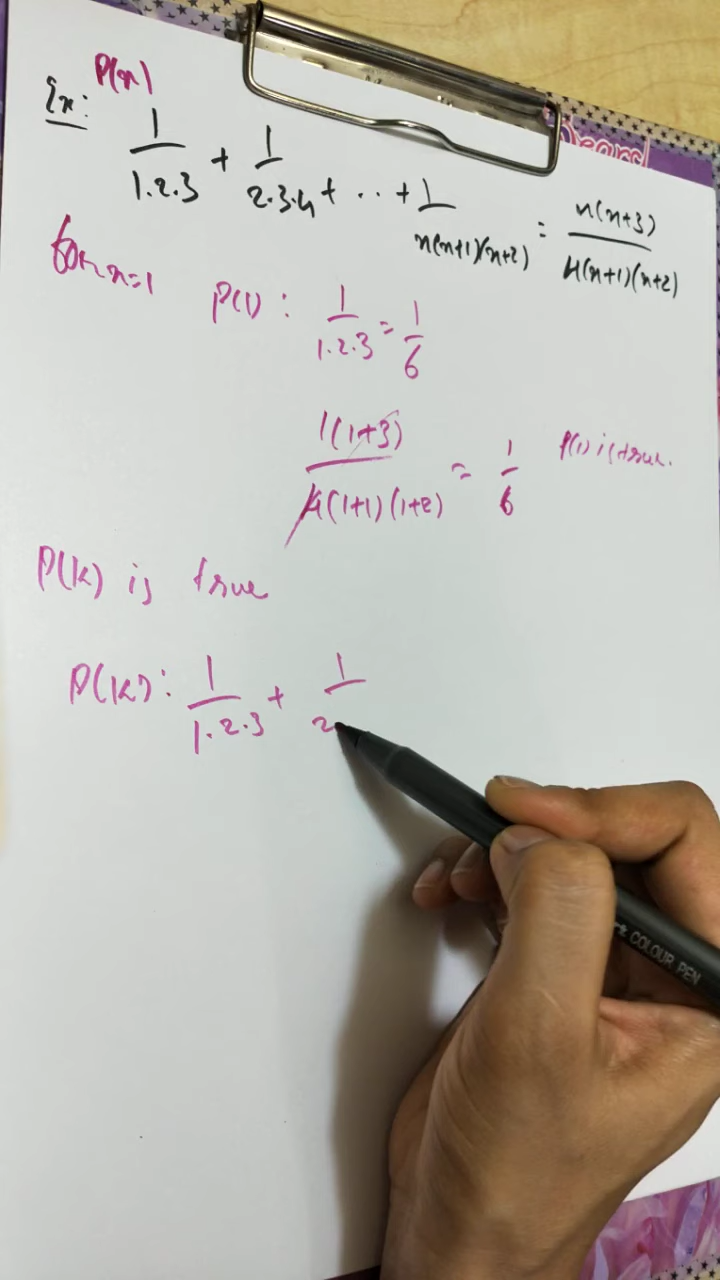 P(n)
Ex: 1/1.2.3 + 1/2.3.4 + .. + 1/n(n+1)(n+2) = n(n+3)/4(n+1)(n+2)
for n=1 P(1): 1/1.2.3 = 1/6
1(1+3)/4(1+1)(1+2) = 1/6 P(1) is true.
P(k) is true
P(k): 1/1.2.3 + 1/2.
COLOUR PEN